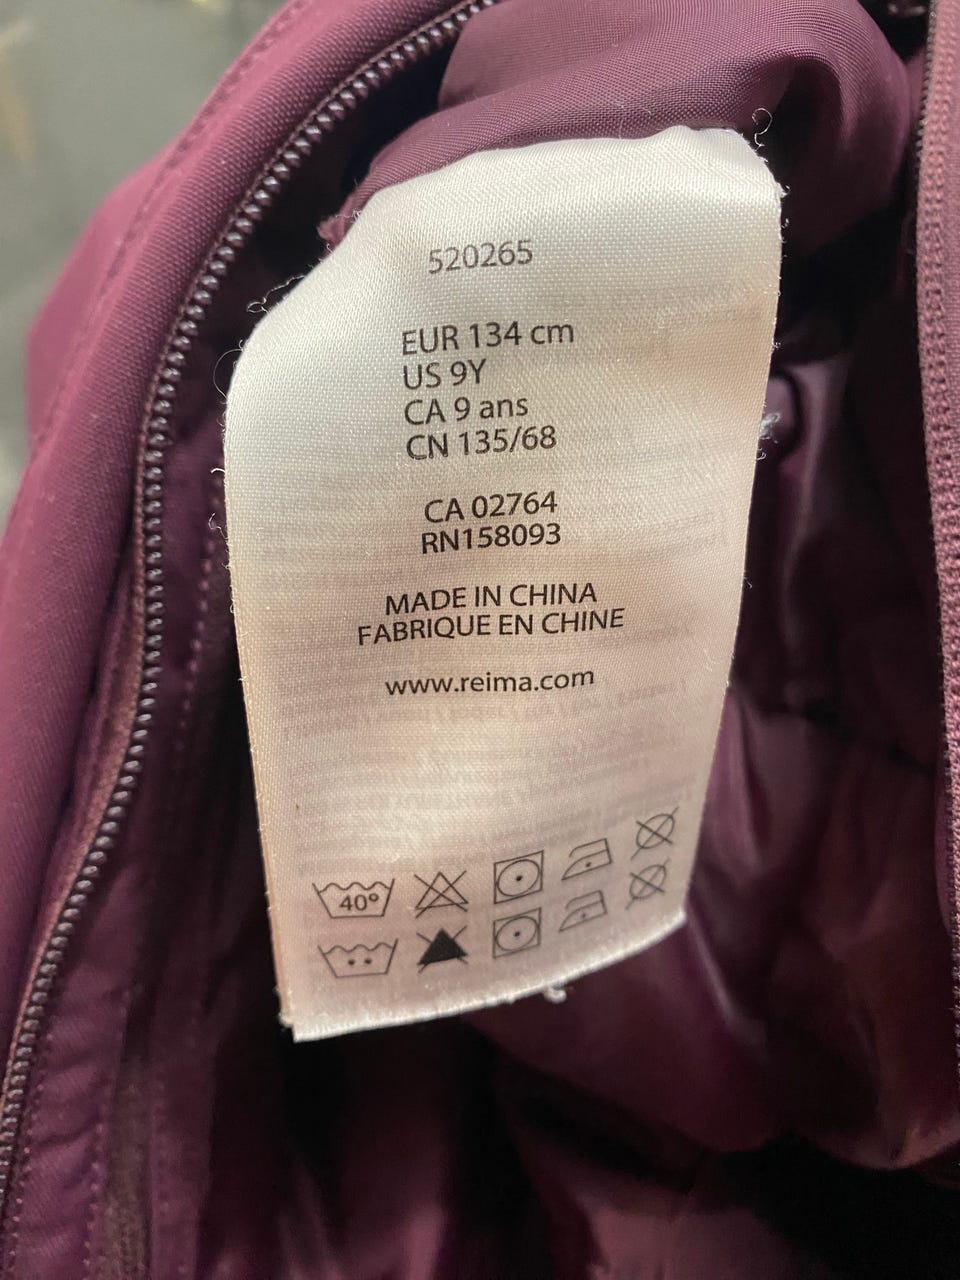 520265
EUR 134 cm
US 9Y
CA 9 ans
CN 135/68
CA 02764
RN158093
MADE IN CHINA
FABRIQUE EN CHINE
www.reima.com
40°